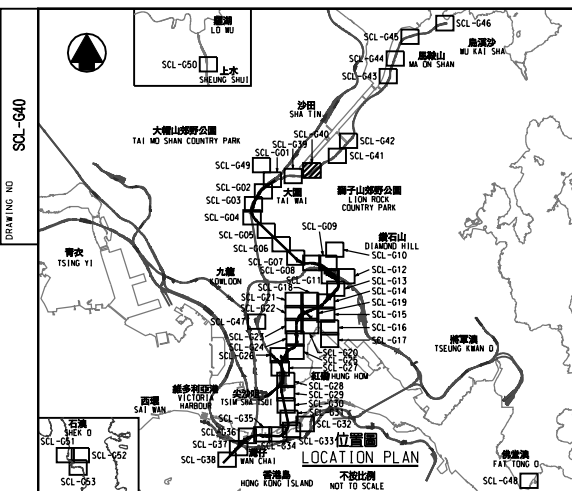 DRAWING NO SCL-G40
羅湖
LO WU
SCL-G50
上水
SHEUNG SHUI
SCL-G46
SCL-G45
烏溪沙
WU KAI SHA
SCL-G44
馬鞍山
MA ON SHAN
SCL-G43
沙田
SHA TIN
大帽山郊野公園
TAI MO SHAN COUNTRY PARK
SCL-G40
SCL-G39
SCL-G01
SCL-G42
SCL-G41
SCL-G49
SCL-G02
SCL-G03
SCL-G04
大圍
TAI WAI
獅子山郊野公園
LION ROCK
COUNTRY PARK
SCL-G05
SCL-G06
SCL-G07
SCL-G08
SCL-G09
鑽石山
DIAMOND HILL
SCL-G10
SCL-G11
SCL-G12
SCL-G13
SCL-G14
SCL-G18
SCL-G19
SCL-G15
SCL-G16
SCL-G17
青衣
TSING YI
九龍
KOWLOON
SCL-G21
SCL-G22
SCL-G47
SCL-G23
SCL-G24
SCL-G26
SCL-G20
SCL-G27
將軍澳
TSEUNG KWAN O
紅磡 HUNG HOM
SCL-G28
SCL-G29
SCL-G30
SCL-G31
SCL-G32
SCL-G33
SCL-G34
SCL-G35
SCL-G36
SCL-G37
SCL-G38
西環
SAI WAN
維多利亞港
VICTORIA
HARBOUR
尖沙咀
TSIM SHA TSUI
灣仔
WAN CHAI
香港島
HONG KONG ISLAND
石澳
SHEK O
SCL-G51
SCL-G52
SCL-G53
位置圖
LOCATION PLAN
不按比例
NOT TO SCALE
FAT TONG O
SCL-G48